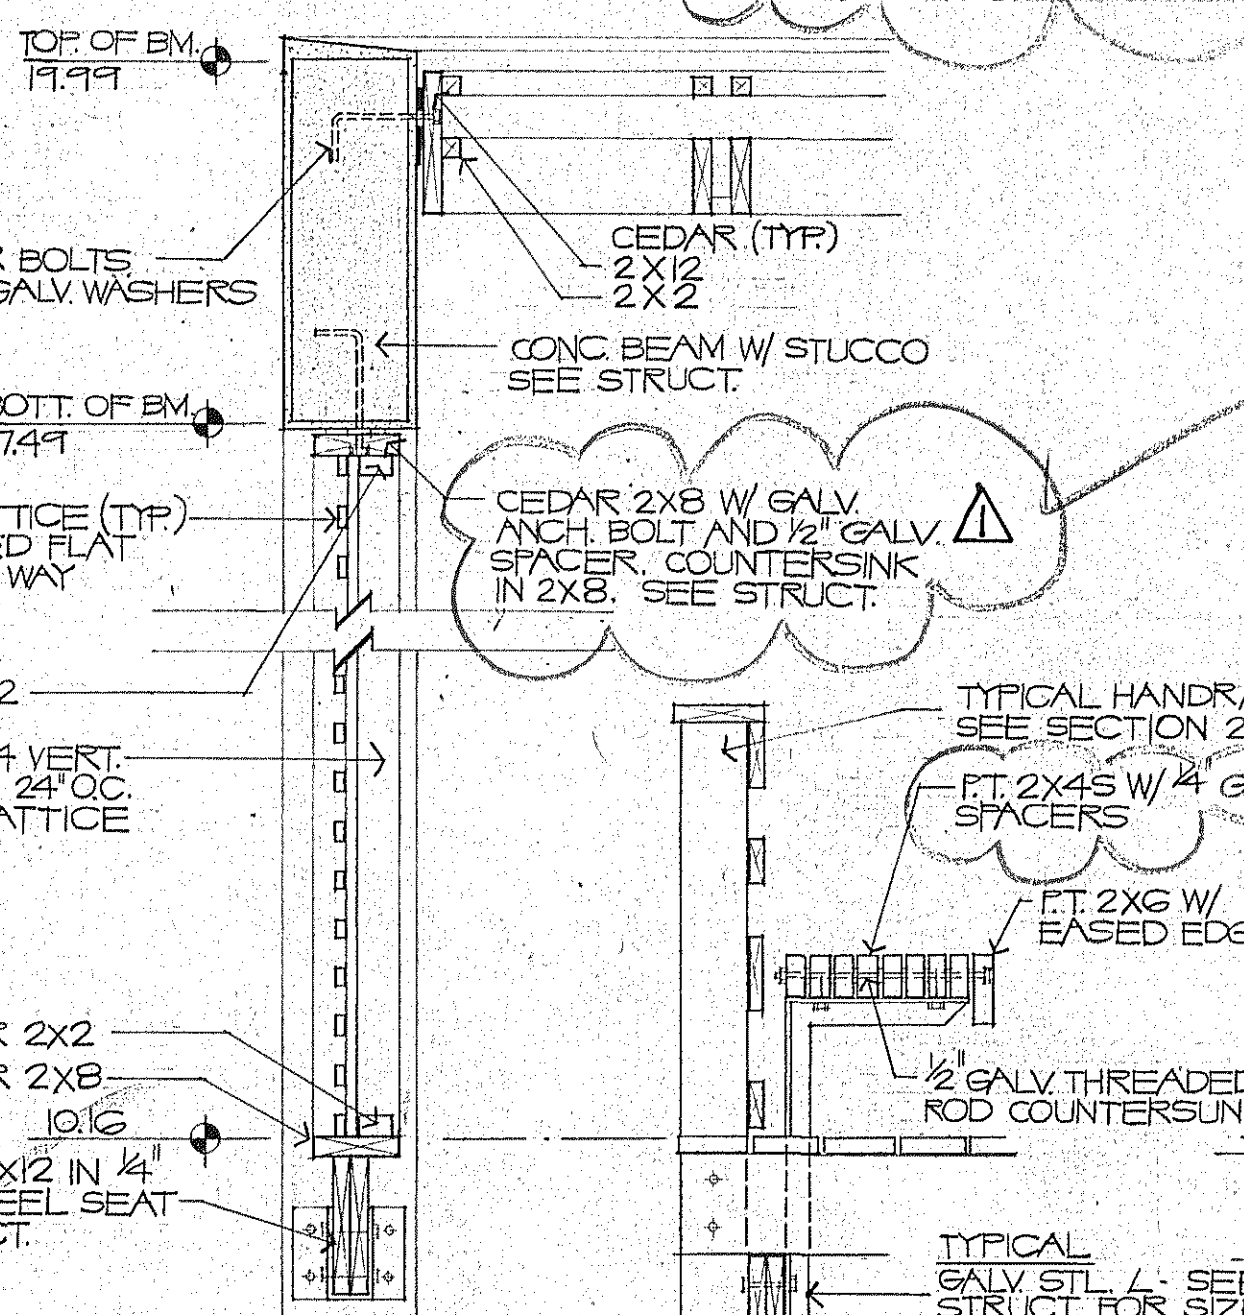 TOP. OF BM.
19.99
BOLTS
GALV. WASHERS
CEDAR (TYP.)
2X12
2X2
CONC. BEAM W/ STUCCO
SEE STRUCT.
BOTT. OF BM.
7.49
CEDAR 2X8 W/ GALV.
ANCH. BOLT AND 1/2" GALV.
SPACER. COUNTERSINK
IN 2X8. SEE STRUCT.
1
TICE (TYP.)
ED FLAT
WAY
2
4 VERT.
24" O.C.
ATTICE
TYPICAL HANDRA
SEE SECTION 2
P.T. 2X4S W/ 1/4 G
SPACERS
P.T. 2X6 W/
EASED EDG
R 2X2
R 2X8
10.16
X12 IN 1/4"
EEL SEAT
CT.
1/2" GALV. THREADED
ROD COUNTERSUN
TYPICAL
GALV. STL. L - SEE
STRUCT FOR SIZ